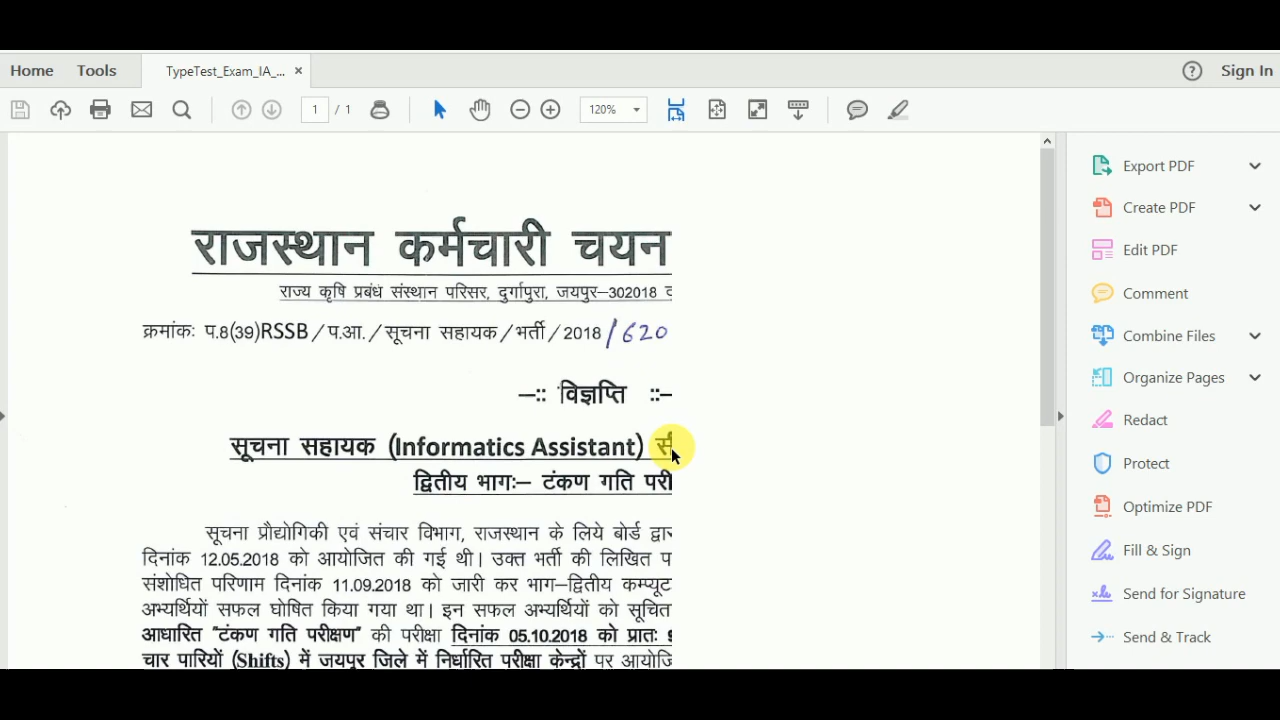 Home Tools TypeTest_Exam_IA_... × Sign In
1 / 1 120%
राजस्थान कर्मचारी चयन
राज्य कृषि प्रबंध संस्थान परिसर, दुर्गापुरा, जयपुर–302018
क्रमांकः प.8(39)RSSB/प.आ./सूचना सहायक/भर्ती/2018/620
–:: विज्ञप्ति ::–
सूचना सहायक (Informatics Assistant)
द्वितीय भागः– टंकण गति
सूचना प्रौद्योगिकी एवं संचार विभाग, राजस्थान के लिये बोर्ड
दिनांक 12.05.2018 को आयोजित की गई थी। उक्त भर्ती की लिखित
संशोधित परिणाम दिनांक 11.09.2018 को जारी कर भाग–द्वितीय
अभ्यर्थियों सफल घोषित किया गया था। इन सफल अभ्यर्थियों को
आधारित "टंकण गति परीक्षण" की परीक्षा दिनांक 05.10.2018 को प्रातः
चार पारियों (Shifts) में जयपुर जिले में निर्धारित परीक्षा केन्द्रों पर
Export PDF
Create PDF
Edit PDF
Comment
Combine Files
Organize Pages
Redact
Protect
Optimize PDF
Fill & Sign
Send for Signature
Send & Track